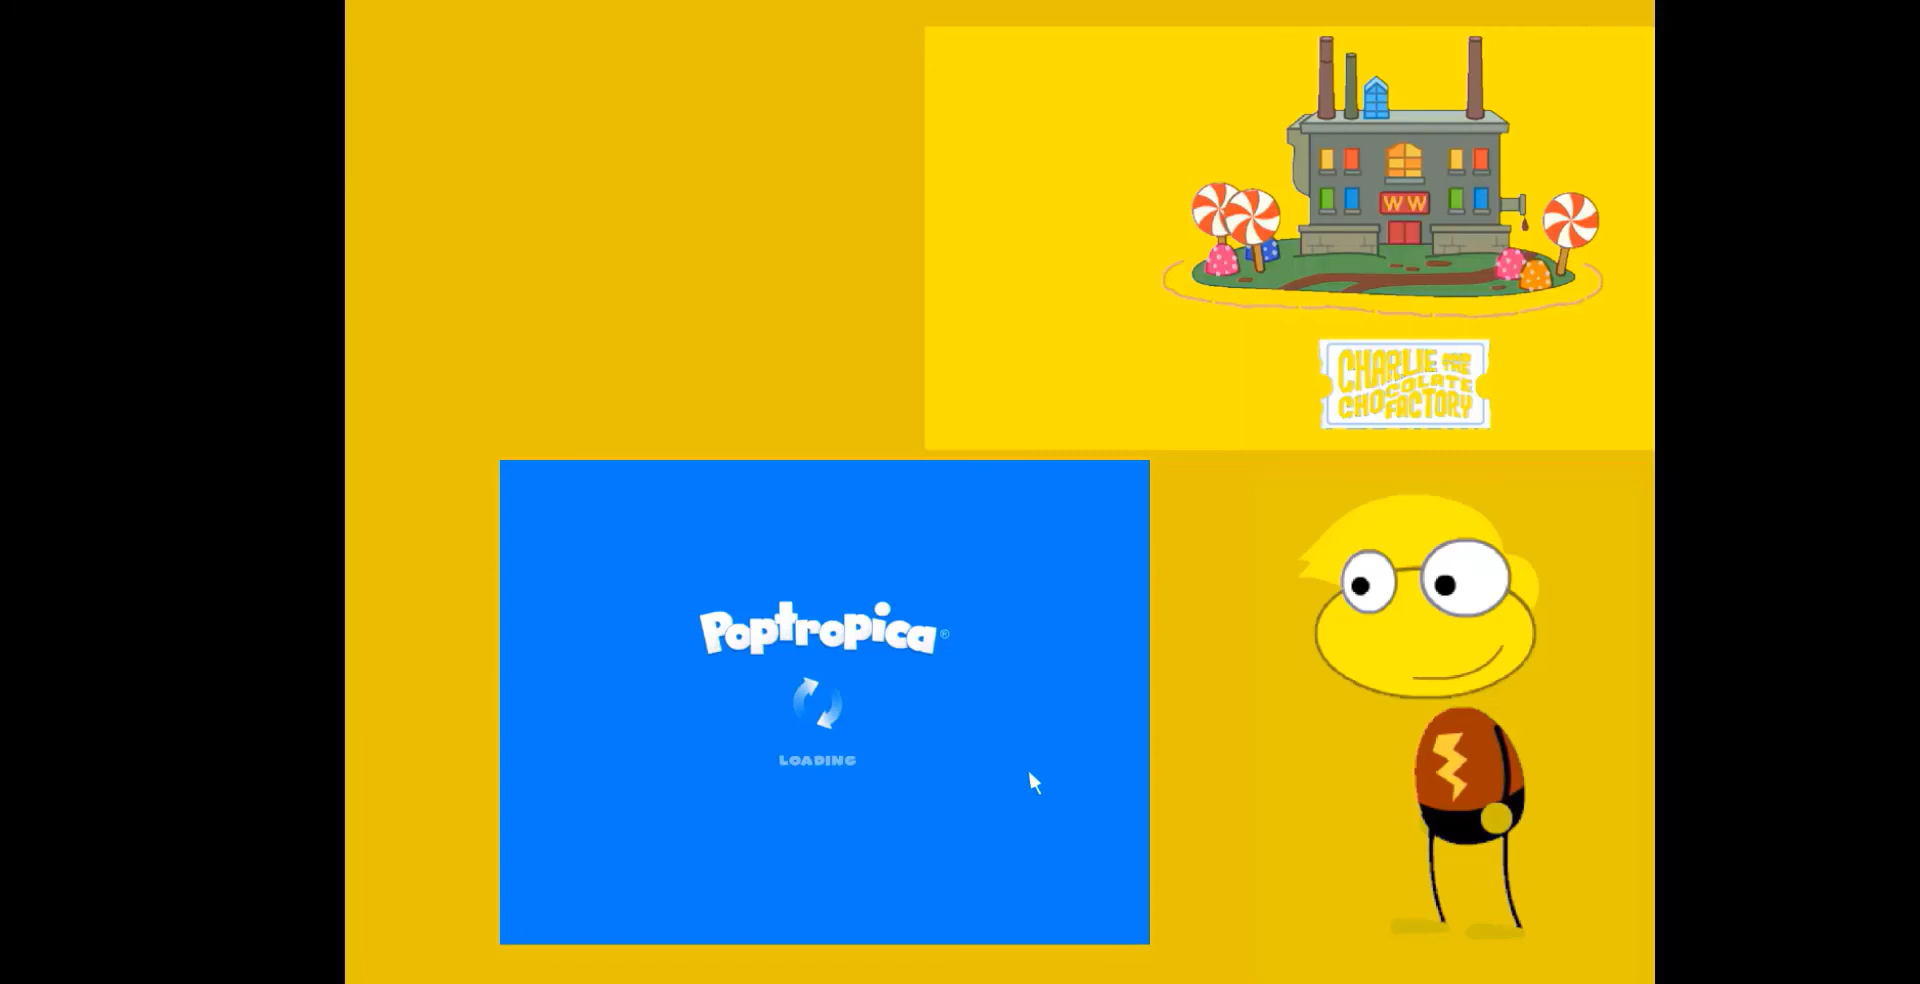 WW
CHARLIE AND THE
CHOCOLATE
FACTORY
Poptropica®
LOADING